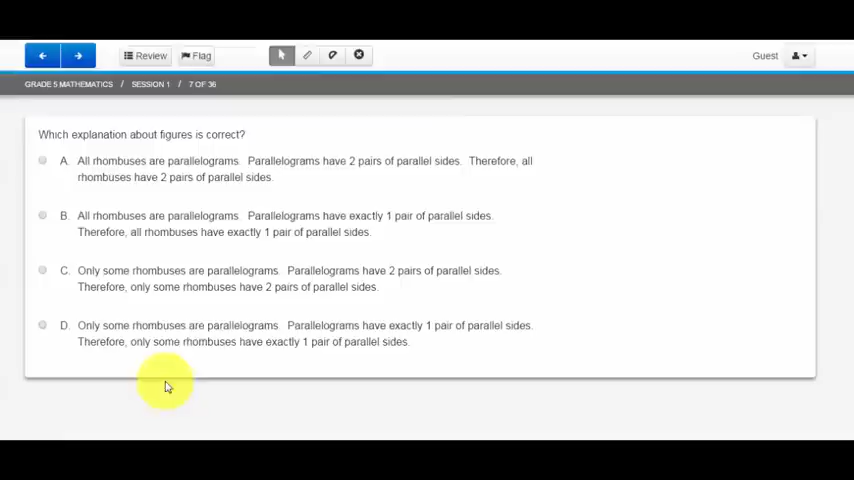 Review Flag Guest
GRADE 5 MATHEMATICS / SESSION 1 / 7 OF 36
Which explanation about figures is correct?
A. All rhombuses are parallelograms. Parallelograms have 2 pairs of parallel sides. Therefore, all
rhombuses have 2 pairs of parallel sides.
B. All rhombuses are parallelograms. Parallelograms have exactly 1 pair of parallel sides.
Therefore, all rhombuses have exactly 1 pair of parallel sides.
C. Only some rhombuses are parallelograms. Parallelograms have 2 pairs of parallel sides.
Therefore, only some rhombuses have 2 pairs of parallel sides.
D. Only some rhombuses are parallelograms. Parallelograms have exactly 1 pair of parallel sides.
Therefore, only some rhombuses have exactly 1 pair of parallel sides.